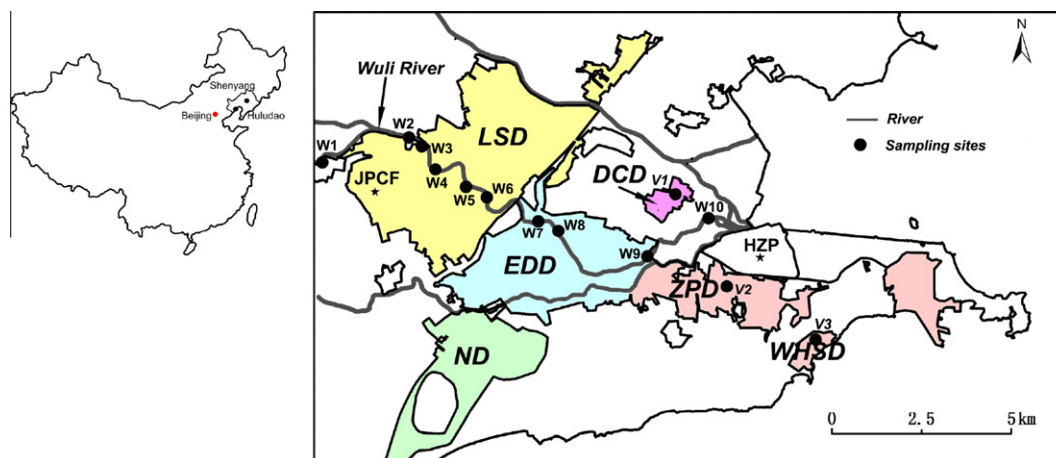 Shenyang
Beijing
Huludao
N
Wuli River
River
Sampling sites
W1
W2
W3
W4
W5
W6
LSD
JPCF
DCD
V1
W10
W7
W8
W9
HZP
EDD
ZPD
V2
ND
V3
WHSD
0
2.5
5km